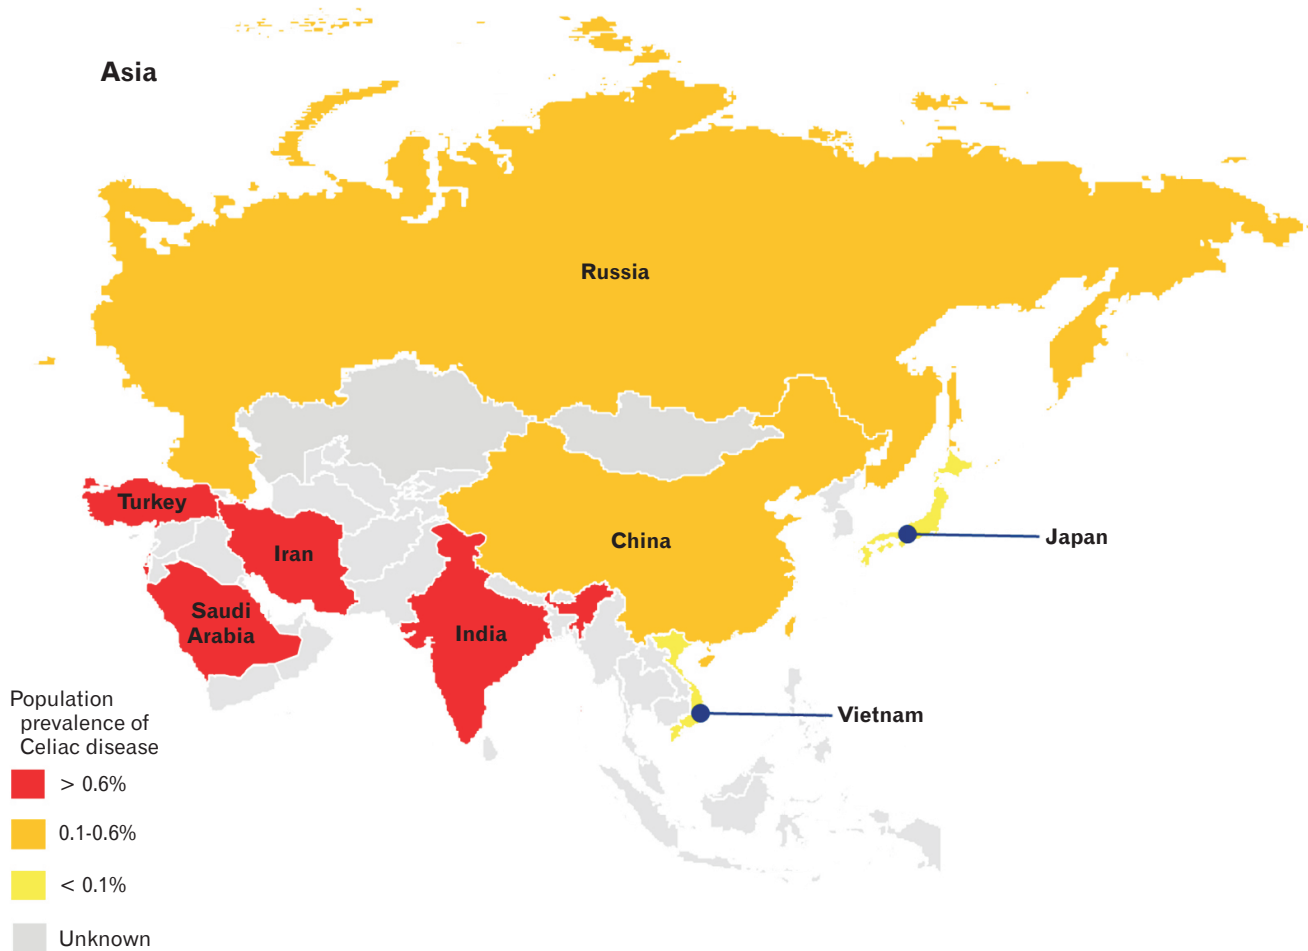 Asia
Russia
Turkey
Iran
China
Japan
Saudi
Arabia
India
Vietnam
Population
prevalence of
Celiac disease
> 0.6%
0.1-0.6%
< 0.1%
Unknown